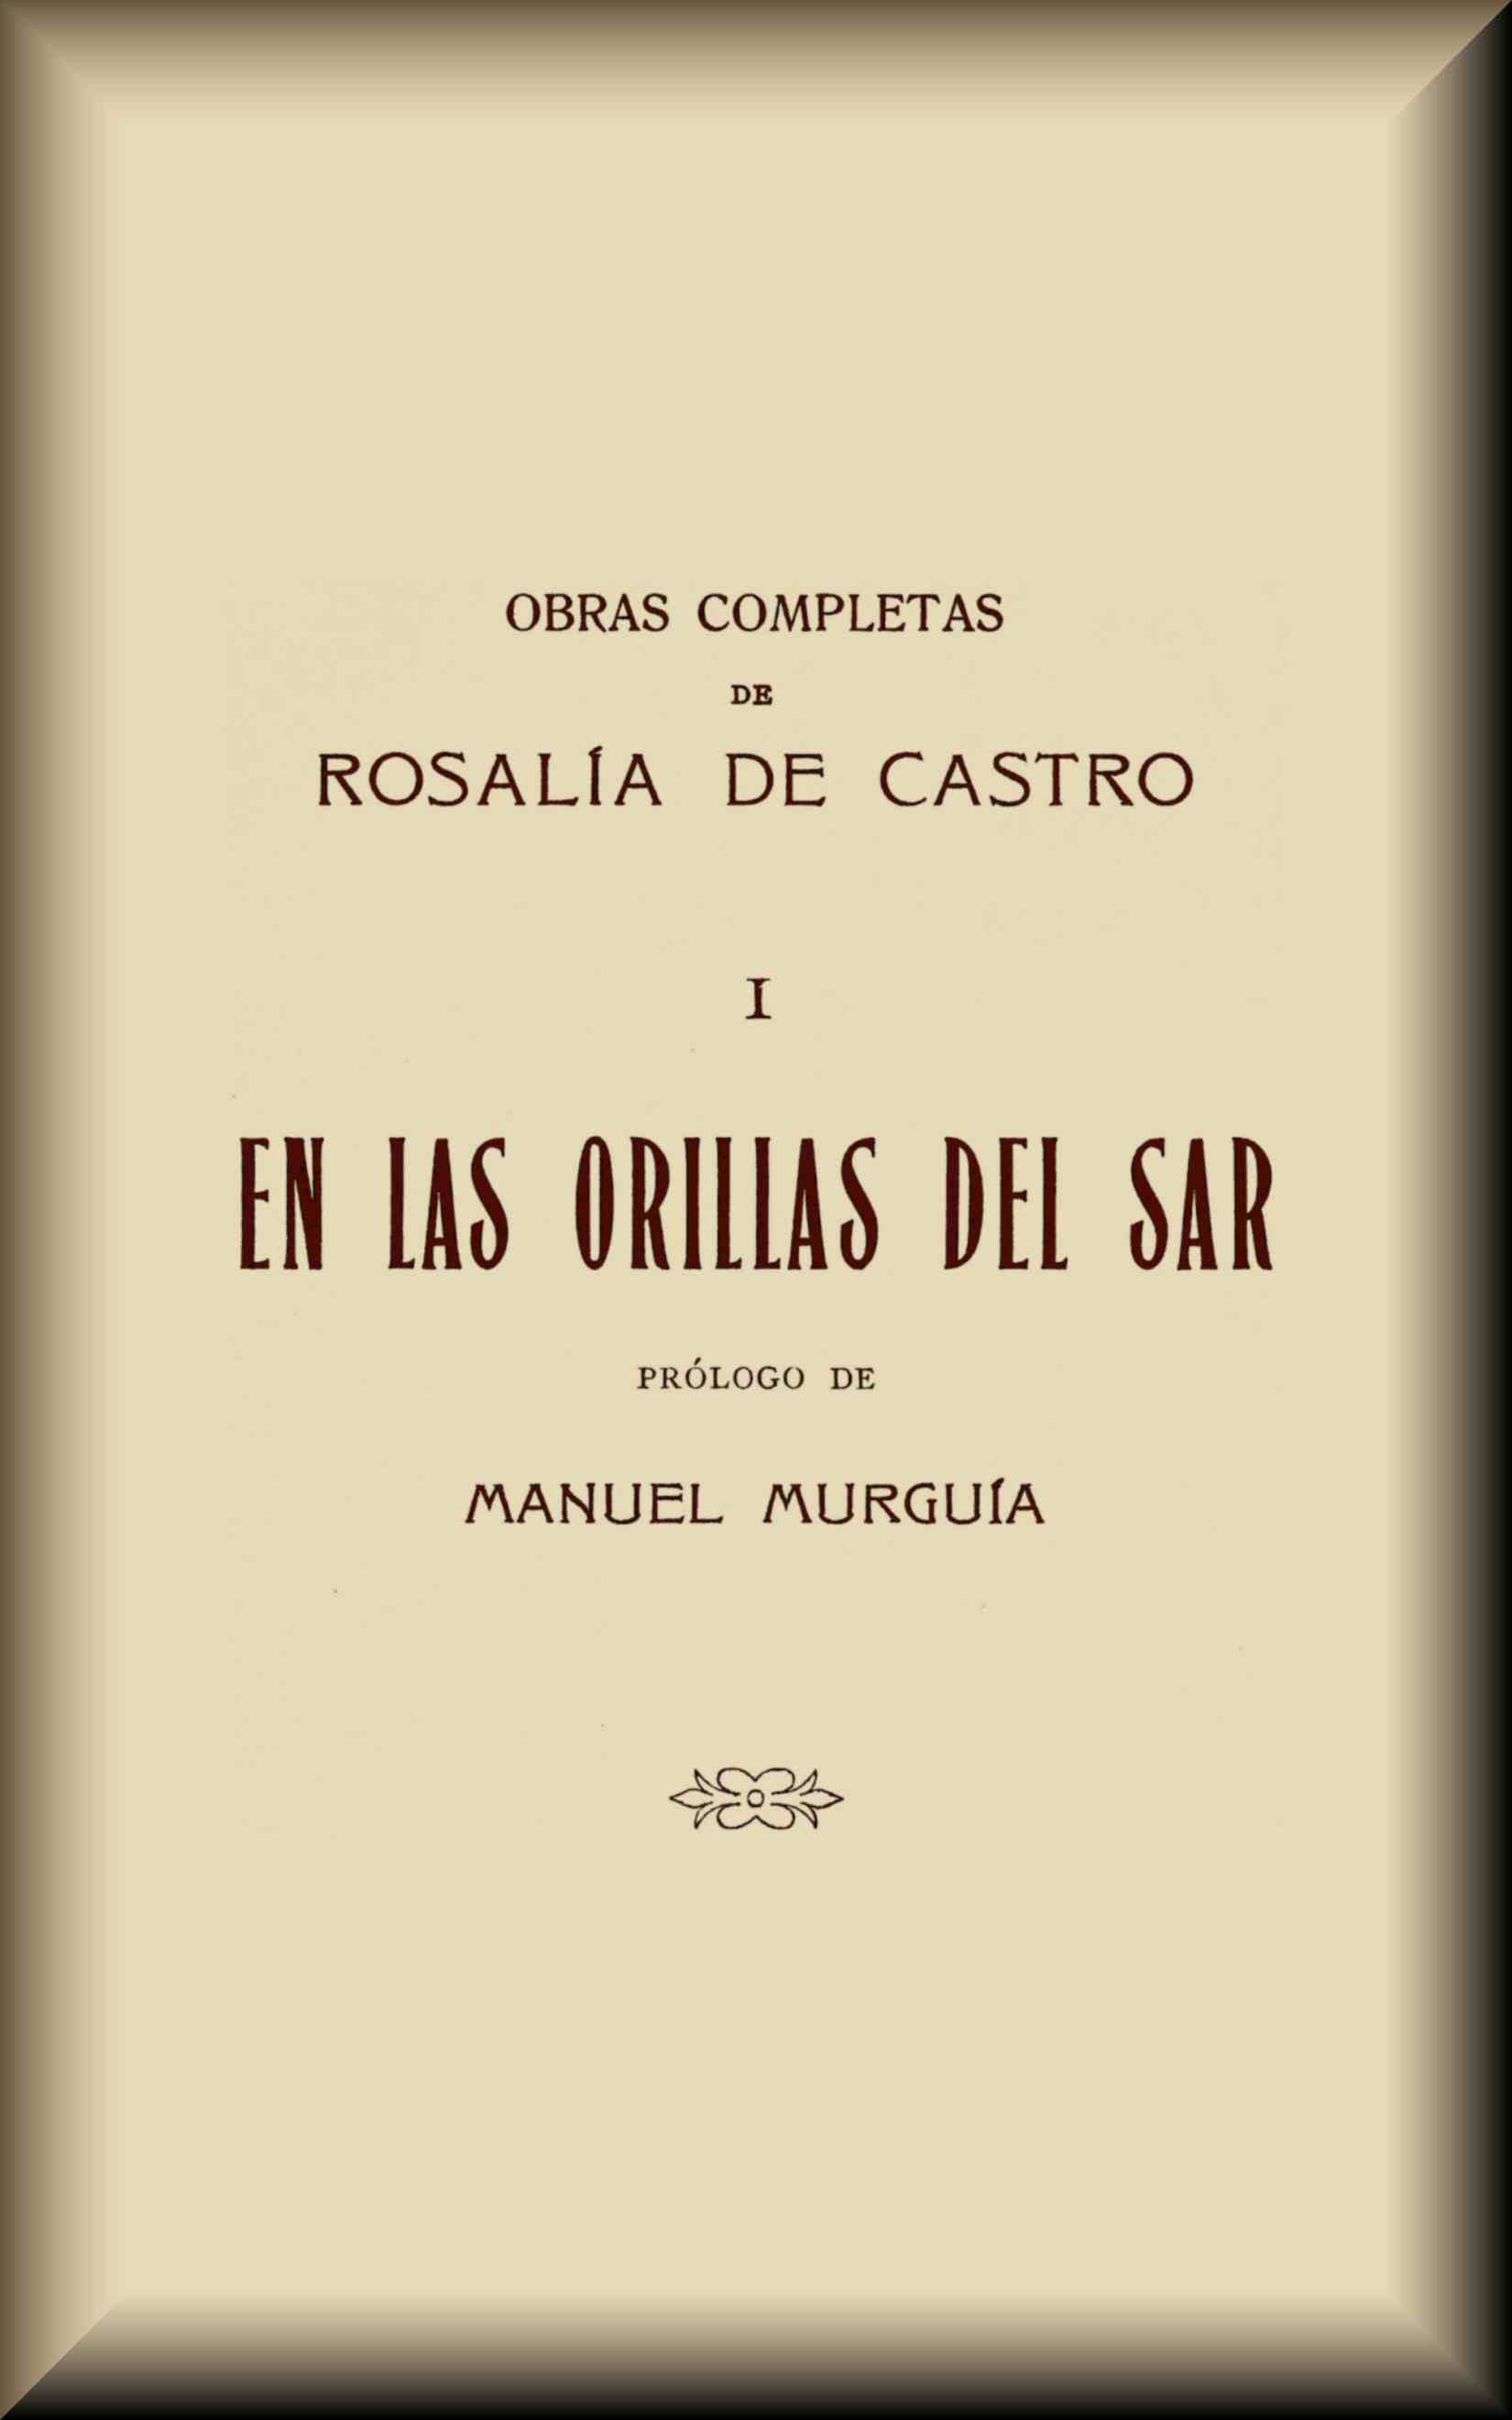 OBRAS COMPLETAS
DE
ROSALÍA DE CASTRO
I
EN LAS ORILLAS DEL SAR
PRÓLOGO DE
MANUEL MURGUÍA